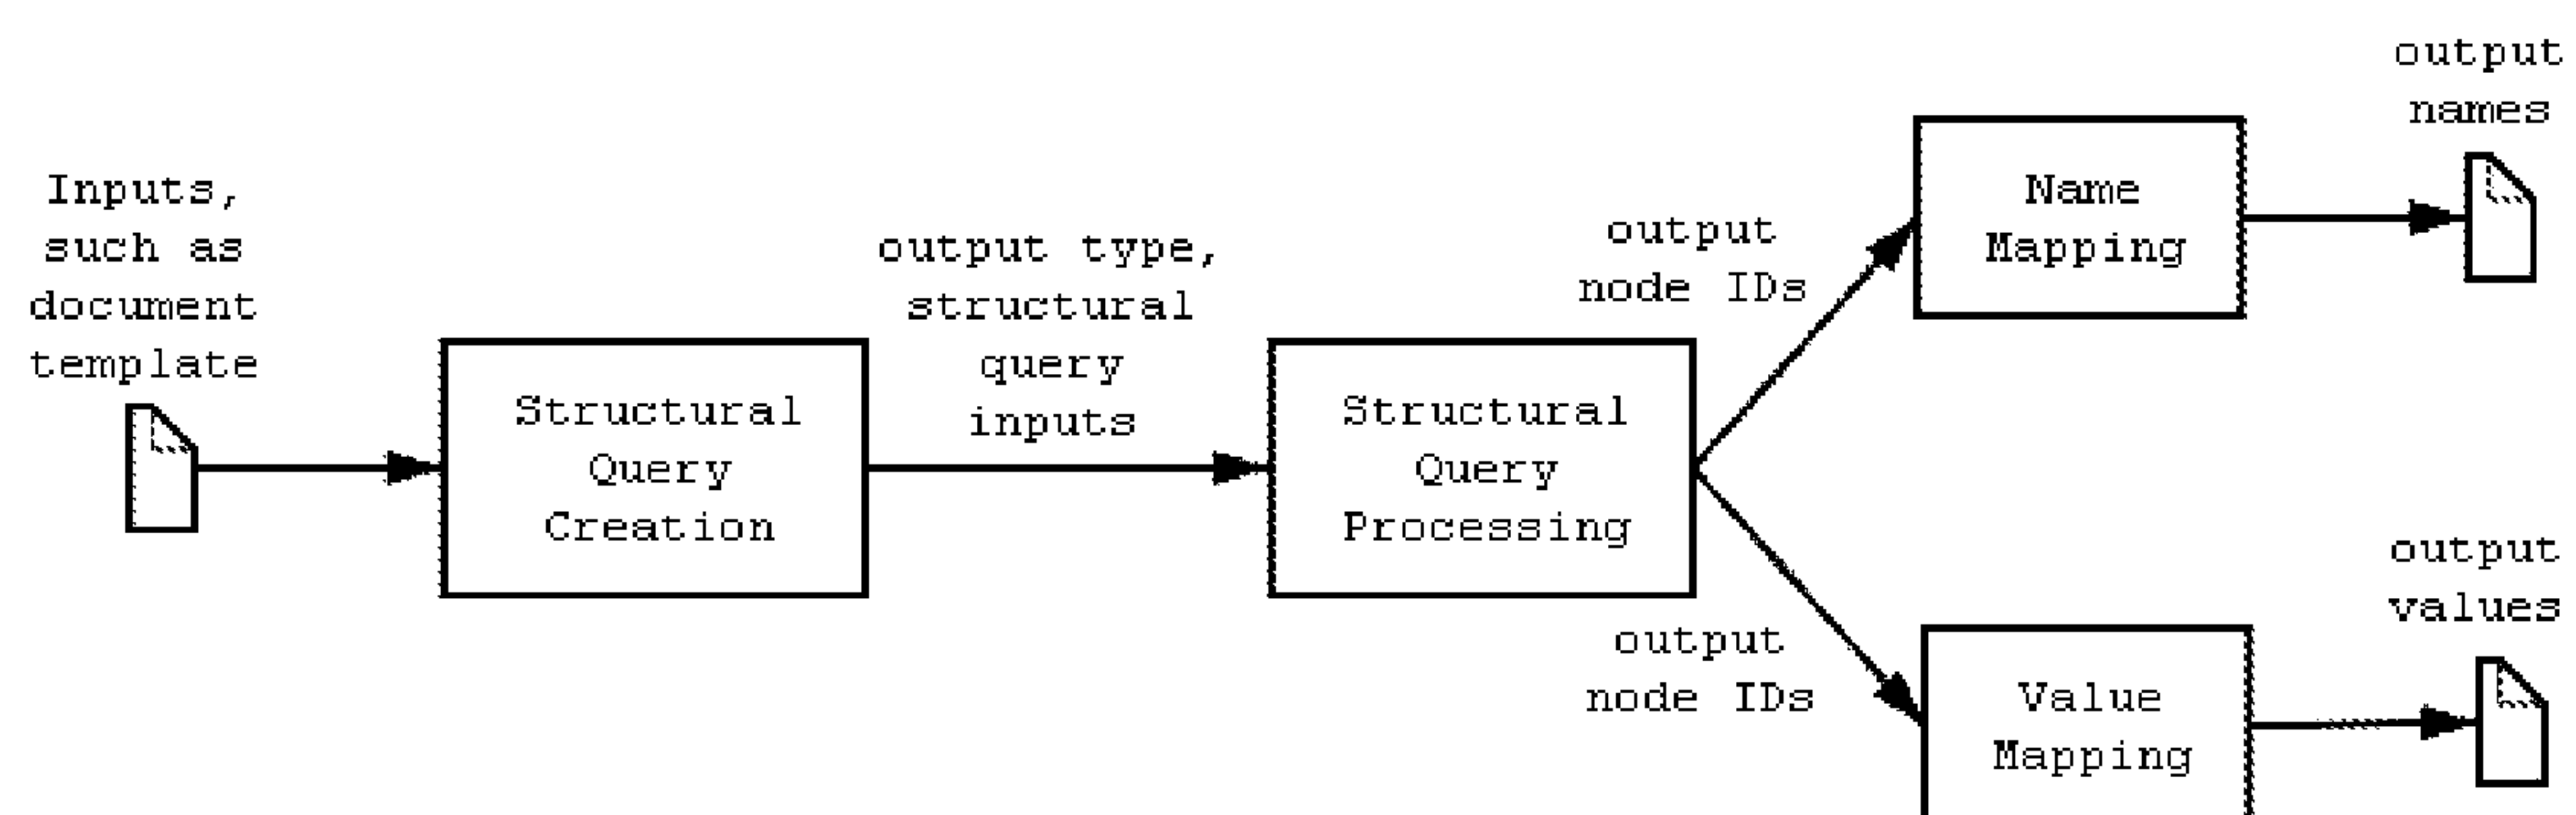 Inputs,
such as
document
template
Structural
Query
Creation
output type,
structural
query
inputs
Structural
Query
Processing
output
node IDs
Name
Mapping
output
names
output
node IDs
Value
Mapping
output
values